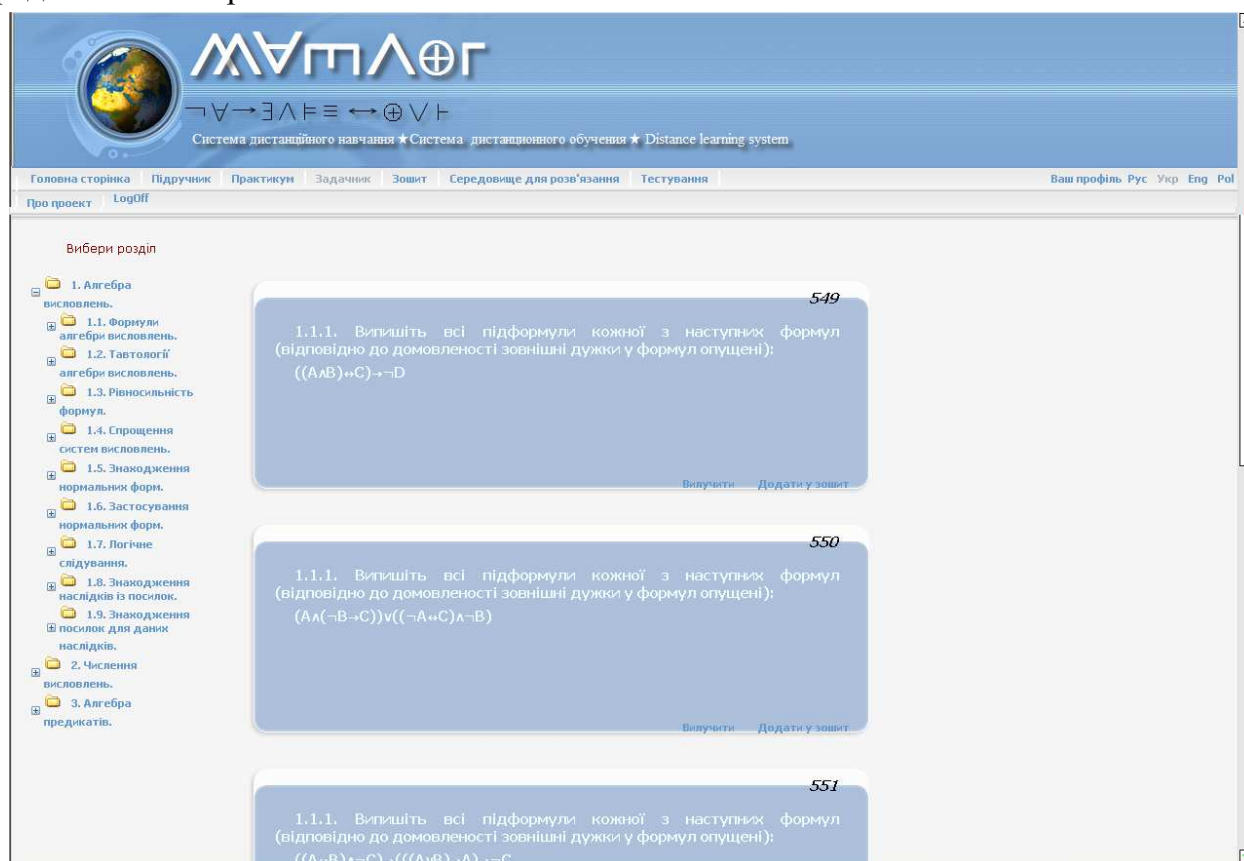 ¬∀→∃∧⊨≡ ↔⊕∨⊢
Система дистанційного навчання ★Система дистанционного обучения ★ Distance learning system
Головна сторінка Підручник Практикум Задачник Зошит Середовище для розв'язання Тестування Ваш профіль Рус Укр Eng Pol
Про проект LogOff
Вибери розділ
1. Алгебра
висловлень.
1.1. Формули
алгебри висловлень.
1.2. Тавтології
алгебри висловлень.
1.3. Рівносильність
формул.
1.4. Спрощення
систем висловлень.
1.5. Знаходження
нормальних форм.
1.6. Застосування
нормальних форм.
1.7. Логічне
слідування.
1.8. Знаходження
наслідків із посилок.
1.9. Знаходження
посилок для даних
наслідків.
2. Числення
висловлень.
3. Алгебра
предикатів.
549
1.1.1. Випишіть всі підформули кожної з наступних формул
(відповідно до домовленості зовнішні дужки у формул опущені):
((A∧B)↔C)→¬D
Вилучити Додати у зошит
550
1.1.1. Випишіть всі підформули кожної з наступних формул
(відповідно до домовленості зовнішні дужки у формул опущені):
(A∧(¬B→C))∨((¬A↔C)∧¬B)
Вилучити Додати у зошит
551
1.1.1. Випишіть всі підформули кожної з наступних формул
(відповідно до домовленості зовнішні дужки у формул опущені):